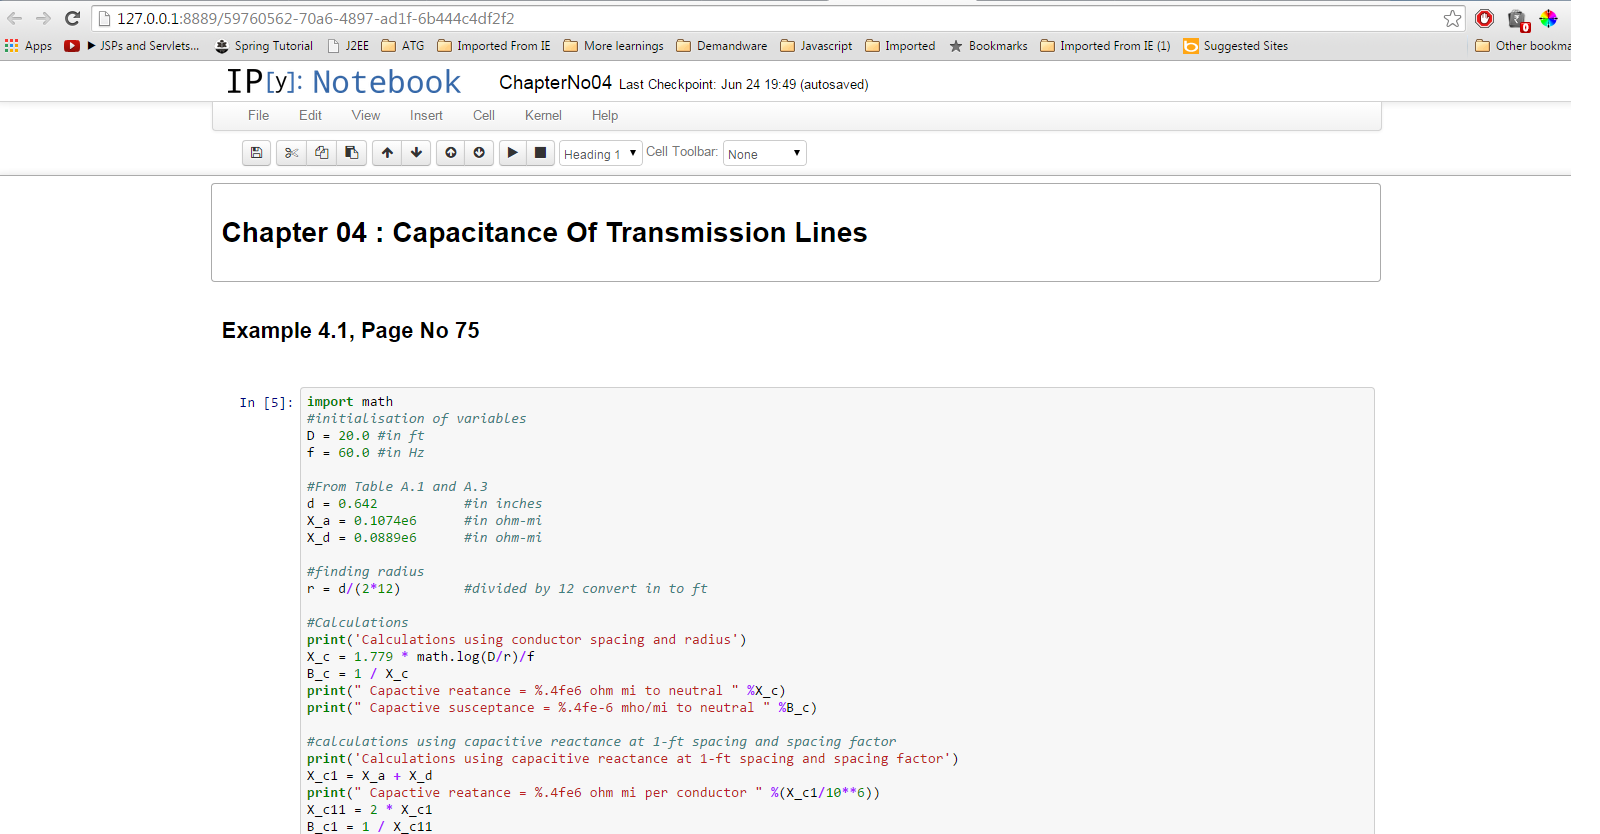 127.0.0.1:8889/59760562-70a6-4897-ad1f-6b444c4df2f2
Apps ▶ JSPs and Servlets... Spring Tutorial J2EE ATG Imported From IE More learnings Demandware Javascript Imported Bookmarks Imported From IE (1) Suggested Sites Other bookma
IP[y]: Notebook ChapterNo04 Last Checkpoint: Jun 24 19:49 (autosaved)
File Edit View Insert Cell Kernel Help
Heading 1 Cell Toolbar: None
Chapter 04 : Capacitance Of Transmission Lines
Example 4.1, Page No 75
In [5]: import math
#initialisation of variables
D = 20.0 #in ft
f = 60.0 #in Hz
#From Table A.1 and A.3
d = 0.642 #in inches
X_a = 0.1074e6 #in ohm-mi
X_d = 0.0889e6 #in ohm-mi
#finding radius
r = d/(2*12) #divided by 12 convert in to ft
#Calculations
print('Calculations using conductor spacing and radius')
X_c = 1.779 * math.log(D/r)/f
B_c = 1 / X_c
print(" Capactive reatance = %.4fe6 ohm mi to neutral " %X_c)
print(" Capactive susceptance = %.4fe-6 mho/mi to neutral " %B_c)
#calculations using capacitive reactance at 1-ft spacing and spacing factor
print('Calculations using capacitive reactance at 1-ft spacing and spacing factor')
X_c1 = X_a + X_d
print(" Capactive reatance = %.4fe6 ohm mi per conductor " %(X_c1/10**6))
X_c11 = 2 * X_c1
B_c1 = 1 / X_c11